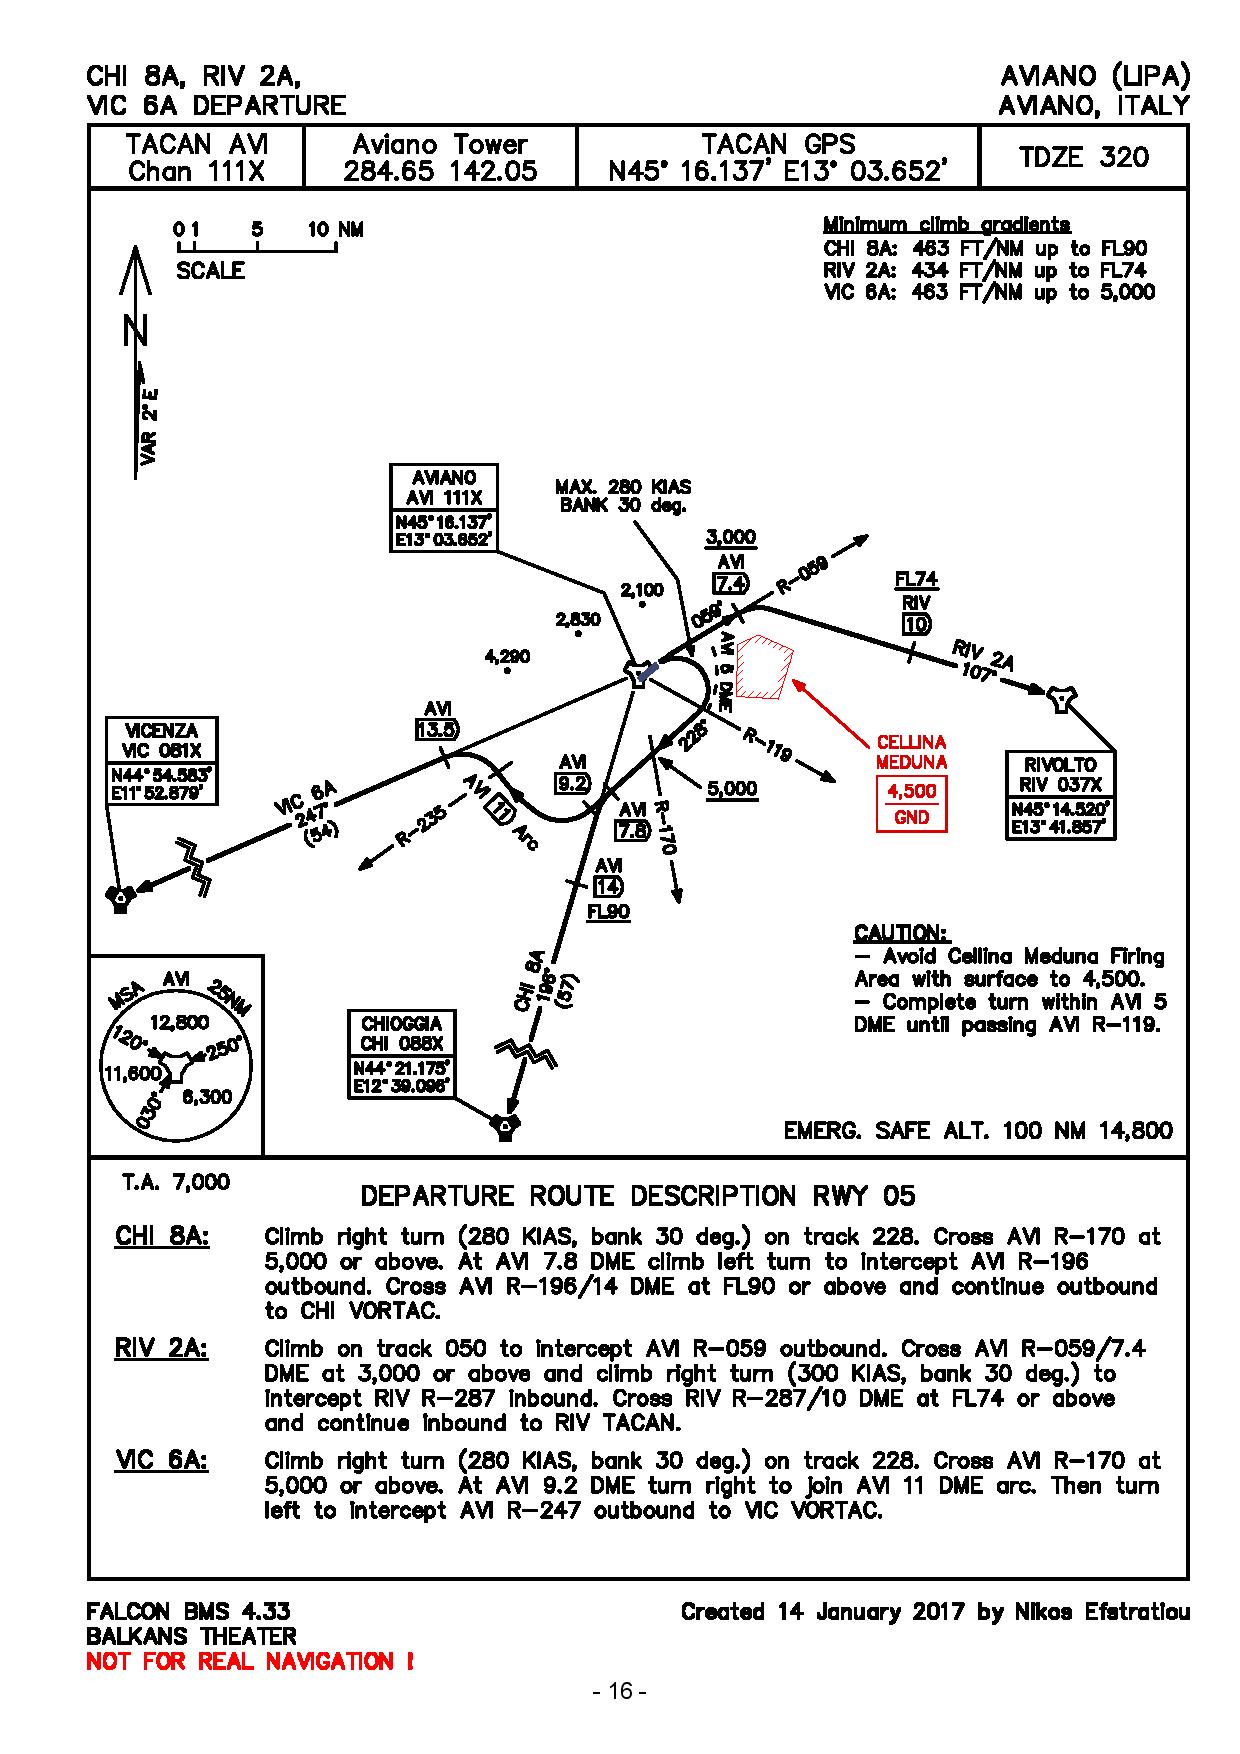 CHI 8A, RIV 2A,
VIC 6A DEPARTURE
AVIANO (LIPA)
AVIANO, ITALY
TACAN AVI
Chan 111X
Aviano Tower
284.65 142.05
TACAN GPS
N45° 16.137' E13° 03.652'
TDZE 320
0 1 5 10 NM
SCALE
N
VAR 2°E
Minimum climb gradients
CHI 8A: 463 FT/NM up to FL90
RIV 2A: 434 FT/NM up to FL74
VIC 6A: 463 FT/NM up to 5,000
AVIANO
AVI 111X
N45°16.137'
E13°03.652'
MAX. 280 KIAS
BANK 30 deg.
3,000
AVI
7.4
R-059
059°
2,100
2,830
4,290
FL74
RIV
10
RIV 2A
107°
AVI 5 DME
228°
R-119
CELLINA
MEDUNA
4,500
GND
RIVOLTO
RIV 037X
N45°14.520'
E13°41.657'
VICENZA
VIC 081X
N44°54.583'
E11°52.679'
AVI
13.5
VIC 6A
247°
(54)
AVI
11
Arc
R-235
AVI
9.2
5,000
AVI
7.8
R-170
AVI
14
FL90
CHI 8A
196°
(57)
CHIOGGIA
CHI 088X
N44°21.175'
E12°39.096'
CAUTION:
- Avoid Cellina Meduna Firing
Area with surface to 4,500.
- Complete turn within AVI 5
DME until passing AVI R-119.
MSA AVI 25NM
12,800
120°
250°
11,600
6,300
030°
EMERG. SAFE ALT. 100 NM 14,800
T.A. 7,000
DEPARTURE ROUTE DESCRIPTION RWY 05
CHI 8A: Climb right turn (280 KIAS, bank 30 deg.) on track 228. Cross AVI R-170 at
5,000 or above. At AVI 7.8 DME climb left turn to intercept AVI R-196
outbound. Cross AVI R-196/14 DME at FL90 or above and continue outbound
to CHI VORTAC.
RIV 2A: Climb on track 050 to intercept AVI R-059 outbound. Cross AVI R-059/7.4
DME at 3,000 or above and climb right turn (300 KIAS, bank 30 deg.) to
intercept RIV R-287 inbound. Cross RIV R-287/10 DME at FL74 or above
and continue inbound to RIV TACAN.
VIC 6A: Climb right turn (280 KIAS, bank 30 deg.) on track 228. Cross AVI R-170 at
5,000 or above. At AVI 9.2 DME turn right to join AVI 11 DME arc. Then turn
left to intercept AVI R-247 outbound to VIC VORTAC.
FALCON BMS 4.33
BALKANS THEATER
NOT FOR REAL NAVIGATION !
Created 14 January 2017 by Nikos Efstratiou
- 16 -